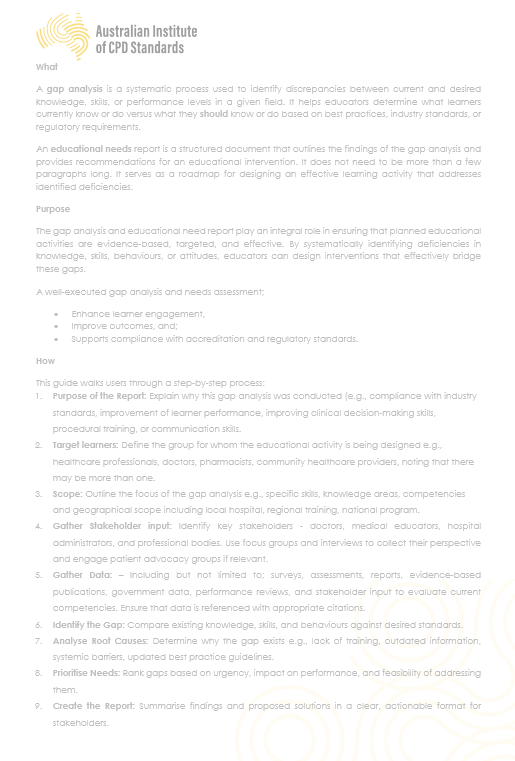 Australian Institute
of CPD Standards
What
A gap analysis is a systematic process used to identify discrepancies between current and desired
knowledge, skills, or performance levels in a given field. It helps educators determine what learners
currently know or do versus what they should know or do based on best practices, industry standards, or
regulatory requirements.
An educational needs report is a structured document that outlines the findings of the gap analysis and
provides recommendations for an educational intervention. It does not need to be more than a few
paragraphs long. It serves as a roadmap for designing an effective learning activity that addresses
identified deficiencies.
Purpose
The gap analysis and educational need report play an integral role in ensuring that planned educational
activities are evidence-based, targeted, and effective. By systematically identifying deficiencies in
knowledge, skills, behaviours, or attitudes, educators can design interventions that effectively bridge
these gaps.
A well-executed gap analysis and needs assessment;
• Enhance learner engagement,
• Improve outcomes, and;
• Supports compliance with accreditation and regulatory standards.
How
This guide walks users through a step-by-step process:
1. Purpose of the Report: Explain why this gap analysis was conducted (e.g., compliance with industry
standards, improvement of learner performance, improving clinical decision-making skills,
procedural training, or communication skills.
2. Target learners: Define the group for whom the educational activity is being designed e.g.,
healthcare professionals, doctors, pharmacists, community healthcare providers, noting that there
may be more than one.
3. Scope: Outline the focus of the gap analysis e.g., specific skills, knowledge areas, competencies
and geographical scope including local hospital, regional training, national program.
4. Gather Stakeholder input: Identify key stakeholders - doctors, medical educators, hospital
administrators, and professional bodies. Use focus groups and interviews to collect their perspective
and engage patient advocacy groups if relevant.
5. Gather Data: – Including but not limited to; surveys, assessments, reports, evidence-based
publications, government data, performance reviews, and stakeholder input to evaluate current
competencies. Ensure that data is referenced with appropriate citations.
6. Identify the Gap: Compare existing knowledge, skills, and behaviours against desired standards.
7. Analyse Root Causes: Determine why the gap exists e.g., lack of training, outdated information,
systemic barriers, updated best practice guidelines.
8. Prioritise Needs: Rank gaps based on urgency, impact on performance, and feasibility of addressing
them.
9. Create the Report: Summarise findings and proposed solutions in a clear, actionable format for
stakeholders.